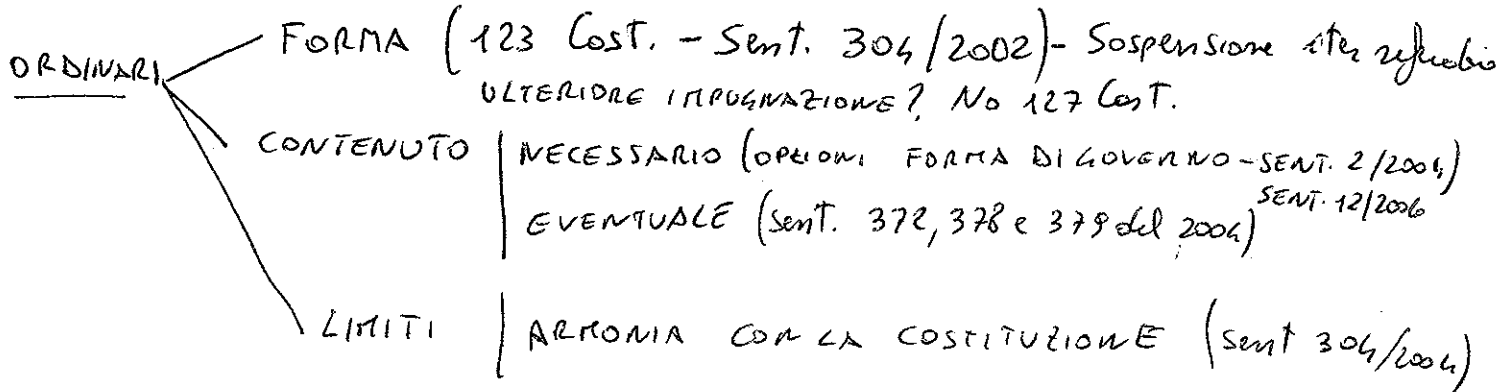 FORMA (123 Cost. - Sent. 304/2002) - Sospensione iter
ORDINARI
ULTERIORE IMPUGNAZIONE? No 127 Cost.
CONTENUTO | NECESSARIO (OPZIONI FORMA DI GOVERNO - SENT. 2/2004)
SENT. 12/2006
EVENTUALE (Sent. 372, 378 e 379 del 2004)
LIMITI | ARMONIA CON LA COSTITUZIONE (Sent 304/2004)